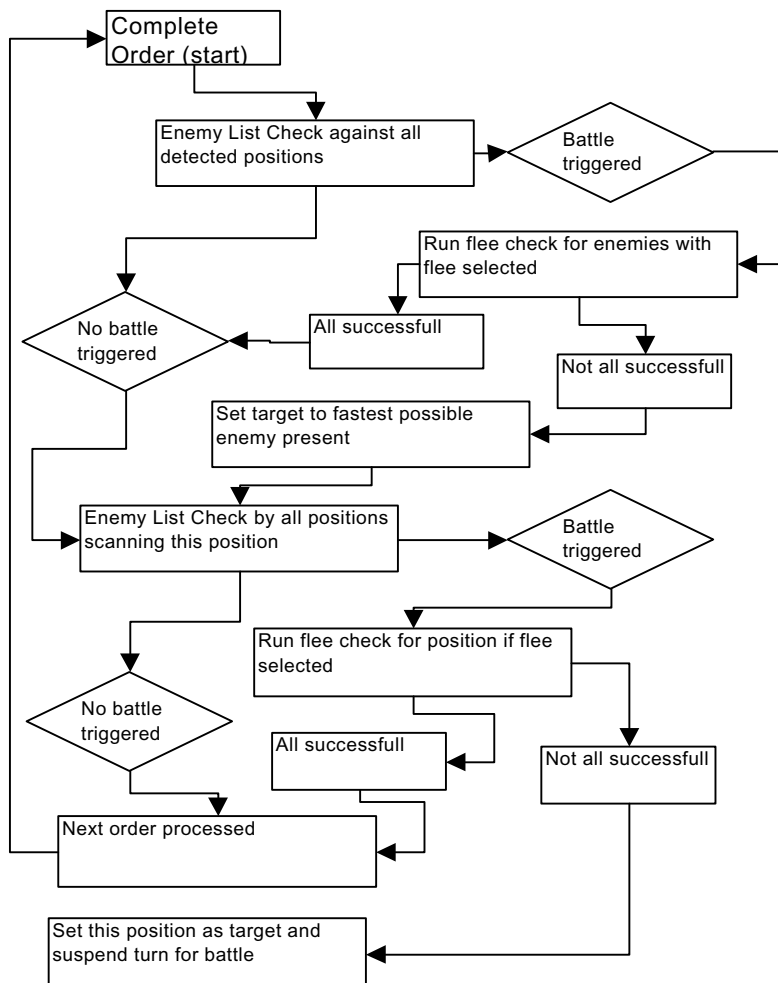 Complete
Order (start)
Enemy List Check against all
detected positions
Battle
triggered
Run flee check for enemies with
flee selected
No battle
triggered
All successfull
Not all successfull
Set target to fastest possible
enemy present
Enemy List Check by all positions
scanning this position
Battle
triggered
Run flee check for position if flee
selected
No battle
triggered
All successfull
Not all successfull
Next order processed
Set this position as target and
suspend turn for battle